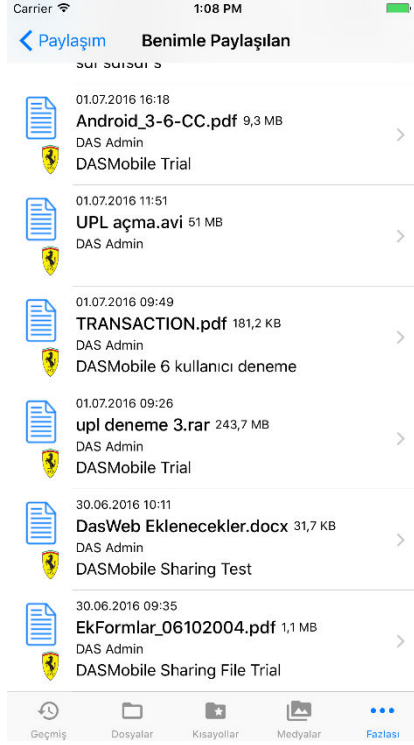 Carrier
1:08 PM
Paylaşım
Benimle Paylaşılan
01.07.2016 16:18
Android_3-6-CC.pdf 9,3 MB
DAS Admin
DASMobile Trial
01.07.2016 11:51
UPL açma.avi 51 MB
DAS Admin
01.07.2016 09:49
TRANSACTION.pdf 181,2 KB
DAS Admin
DASMobile 6 kullanıcı deneme
01.07.2016 09:26
upl deneme 3.rar 243,7 MB
DAS Admin
DASMobile Trial
30.06.2016 10:11
DasWeb Eklenecekler.docx 31,7 KB
DAS Admin
DASMobile Sharing Test
30.06.2016 09:35
EkFormlar_06102004.pdf 1,1 MB
DAS Admin
DASMobile Sharing File Trial
Geçmiş
Dosyalar
Kısayollar
Medyalar
Fazlası